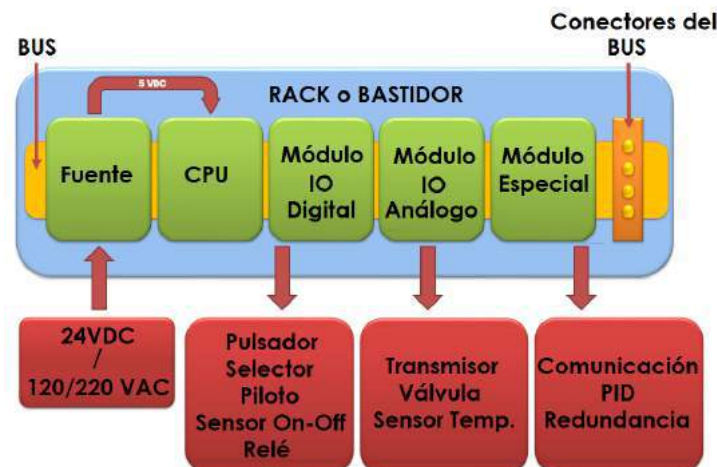 Conectores del
BUS
BUS
5 VDC
RACK o BASTIDOR
Fuente
CPU
Módulo
IO
Digital
Módulo
IO
Análogo
Módulo
Especial
24VDC
/
120/220 VAC
Pulsador
Selector
Piloto
Sensor On-Off
Relé
Transmisor
Válvula
Sensor Temp.
Comunicación
PID
Redundancia